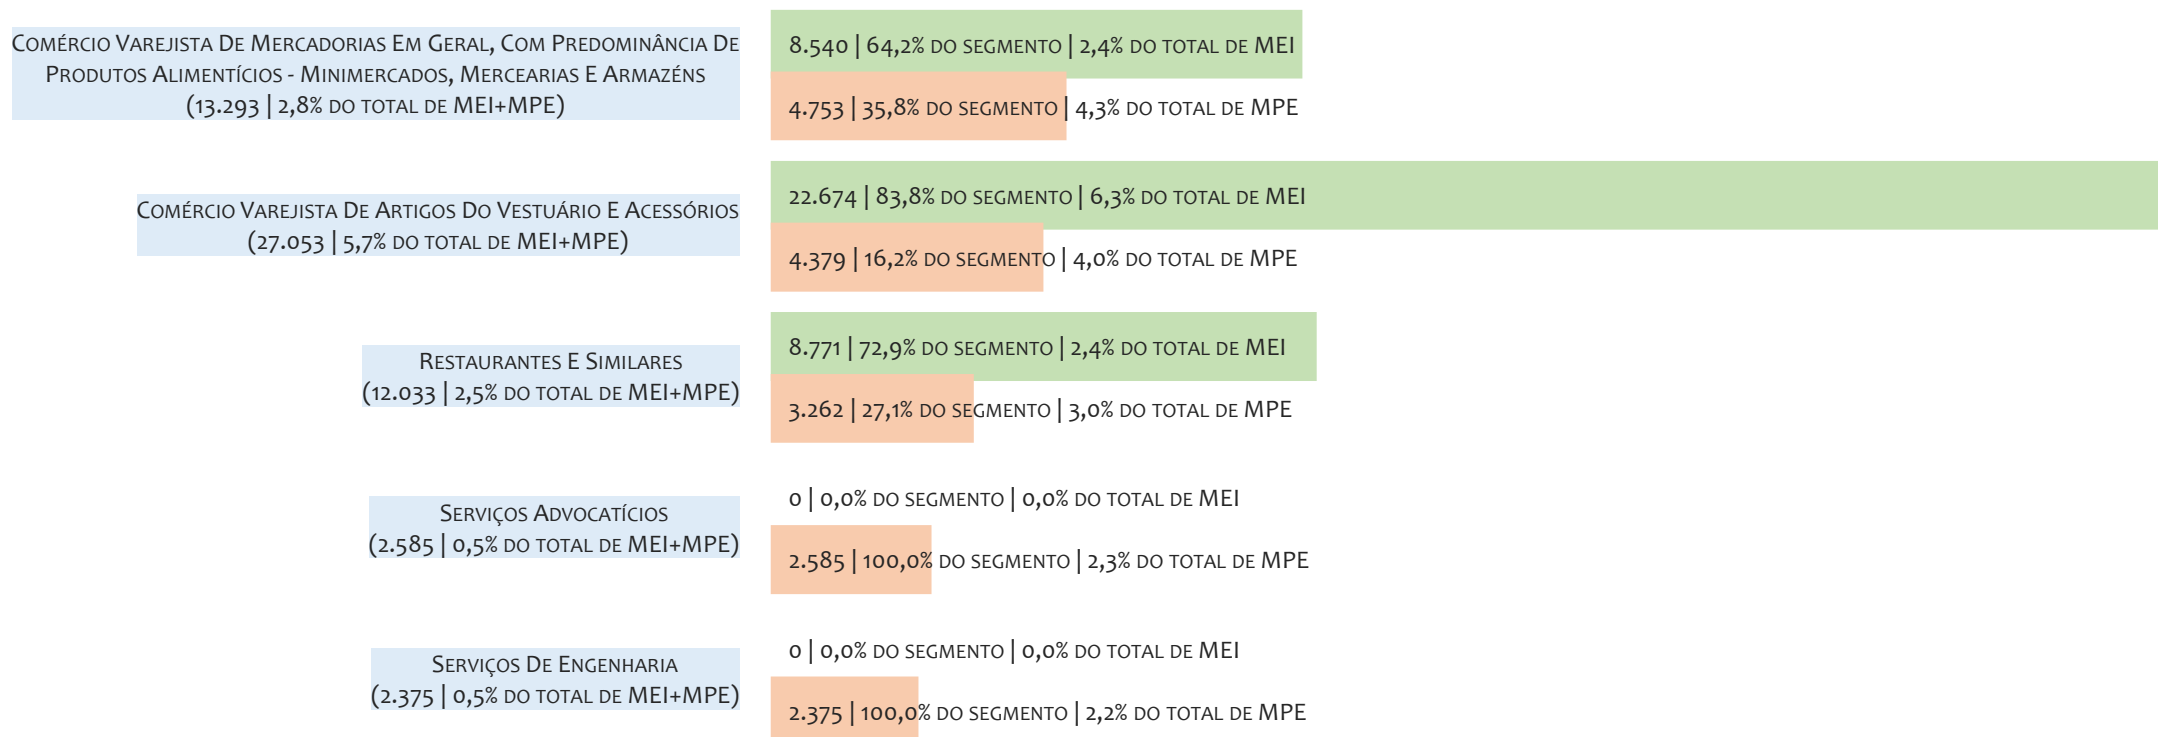 Comércio Varejista De Mercadorias Em Geral, Com Predominância De
Produtos Alimentícios - Minimercados, Mercearias E Armazéns
(13.293 | 2,8% do total de MEI+MPE)
8.540 | 64,2% do segmento | 2,4% do total de MEI
4.753 | 35,8% do segmento | 4,3% do total de MPE
Comércio Varejista De Artigos Do Vestuário E Acessórios
(27.053 | 5,7% do total de MEI+MPE)
22.674 | 83,8% do segmento | 6,3% do total de MEI
4.379 | 16,2% do segmento | 4,0% do total de MPE
Restaurantes E Similares
(12.033 | 2,5% do total de MEI+MPE)
8.771 | 72,9% do segmento | 2,4% do total de MEI
3.262 | 27,1% do segmento | 3,0% do total de MPE
Serviços Advocatícios
(2.585 | 0,5% do total de MEI+MPE)
0 | 0,0% do segmento | 0,0% do total de MEI
2.585 | 100,0% do segmento | 2,3% do total de MPE
Serviços De Engenharia
(2.375 | 0,5% do total de MEI+MPE)
0 | 0,0% do segmento | 0,0% do total de MEI
2.375 | 100,0% do segmento | 2,2% do total de MPE